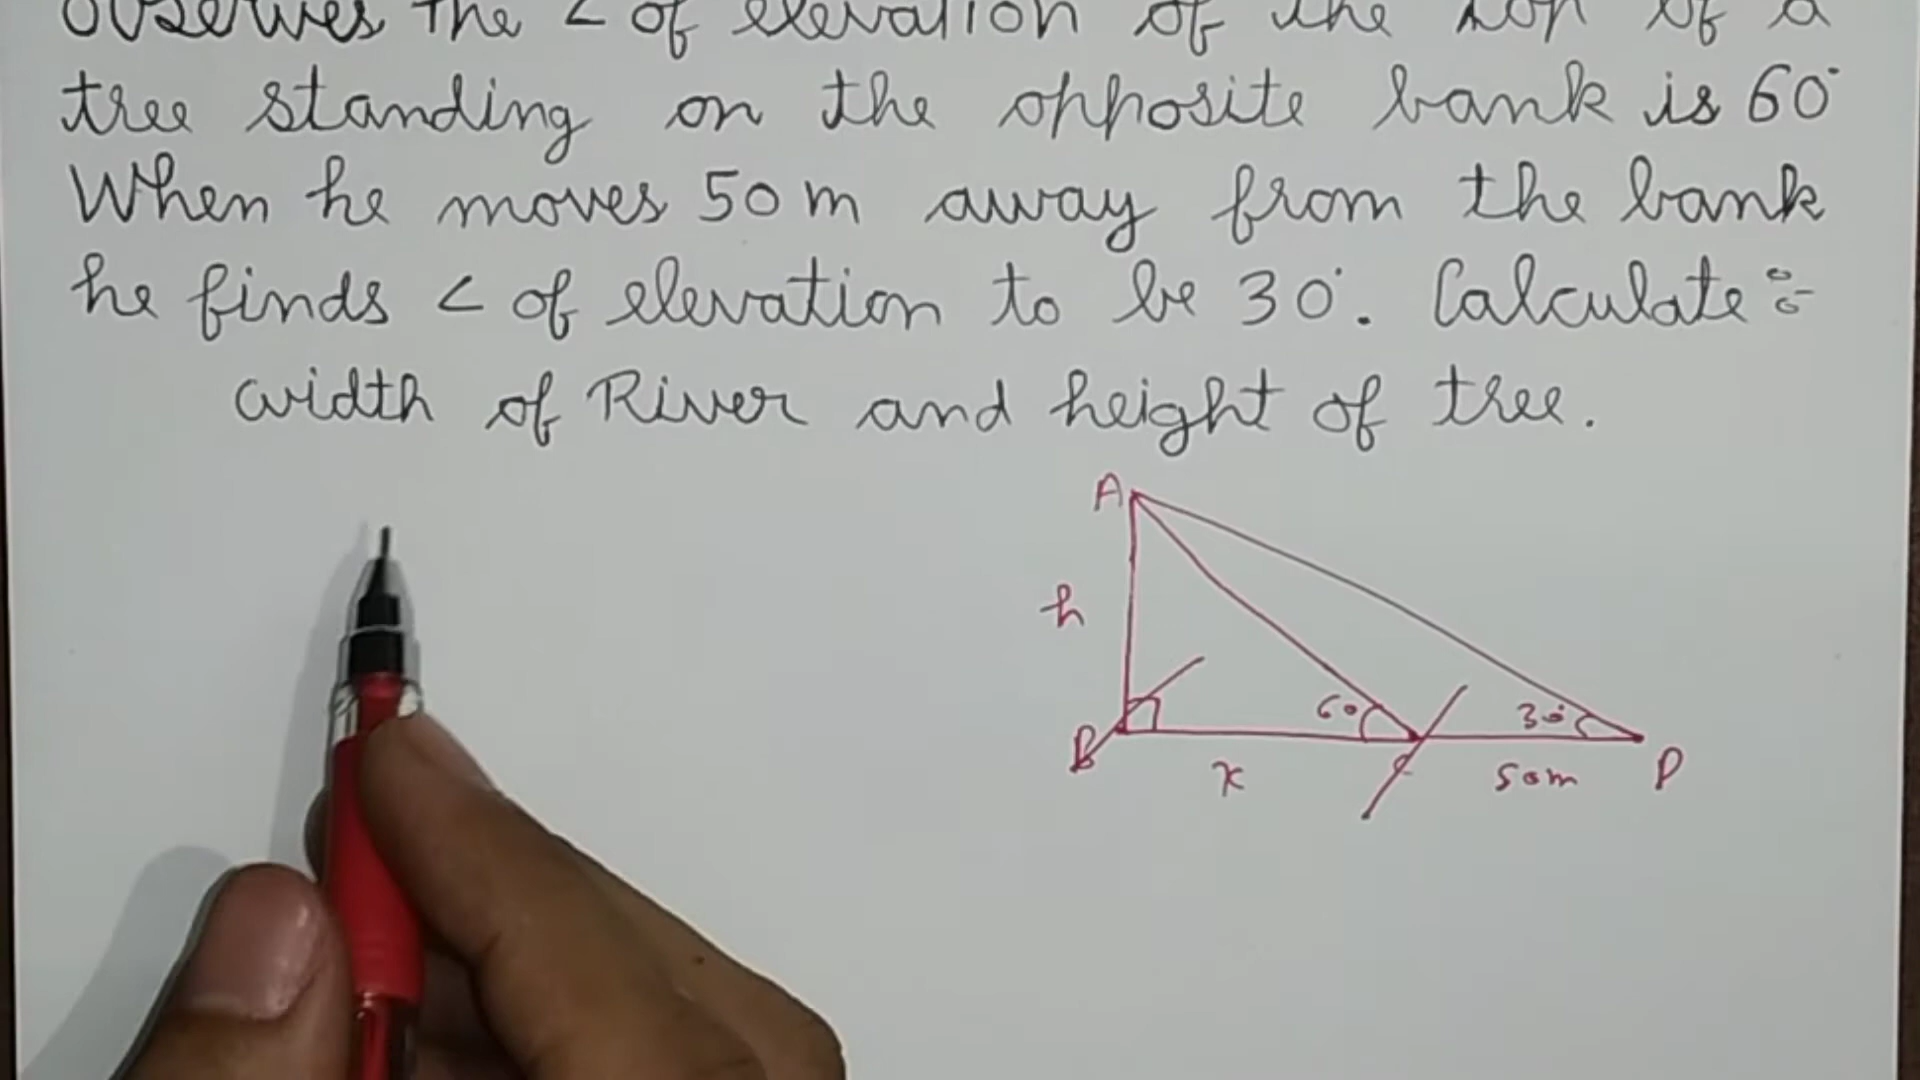 observes the < of elevation of the top of a
tree standing on the opposite bank is 60°
When he moves 50 m away from the bank
he finds < of elevation to be 30°. Calculate :-
width of River and height of tree.
A
h
60 30°
B x C 50m D